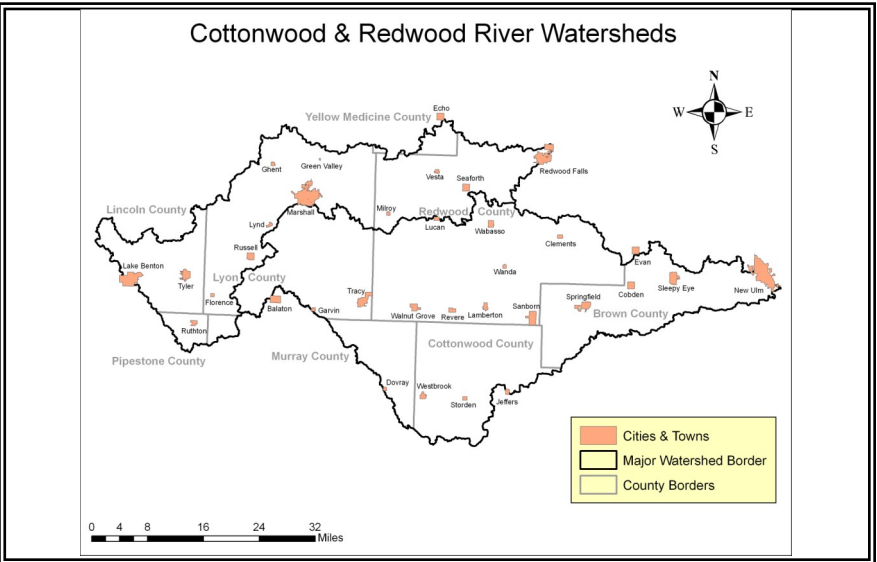 Cottonwood & Redwood River Watersheds
N
W
E
S
Echo
Yellow Medicine County
Redwood Falls
Ghent
Green Valley
Vesta
Seaforth
Marshall
Lincoln County
Milroy
Redwood County
Lucan
Wabasso
Lynd
Clements
Russell
Evan
Lake Benton
Tyler
Lyon County
Wanda
Florence
Tracy
Balaton
Garvin
Walnut Grove
Revere
Lamberton
Sanborn
Springfield
Cobden
Sleepy Eye
New Ulm
Brown County
Ruthton
Pipestone County
Murray County
Cottonwood County
Dovray
Westbrook
Storden
Jeffers
Cities & Towns
Major Watershed Border
County Borders
0 4 8 16 24 32
Miles